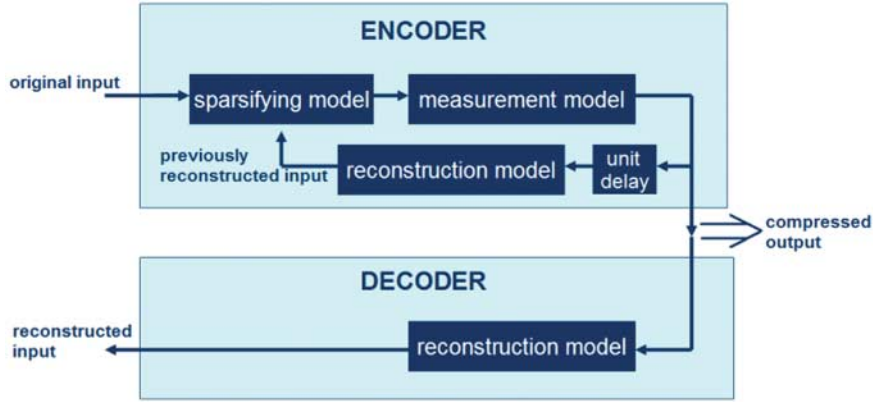 ENCODER
original input
sparsifying model
measurement model
previously
reconstructed input
reconstruction model
unit
delay
compressed
output
DECODER
reconstructed
input
reconstruction model